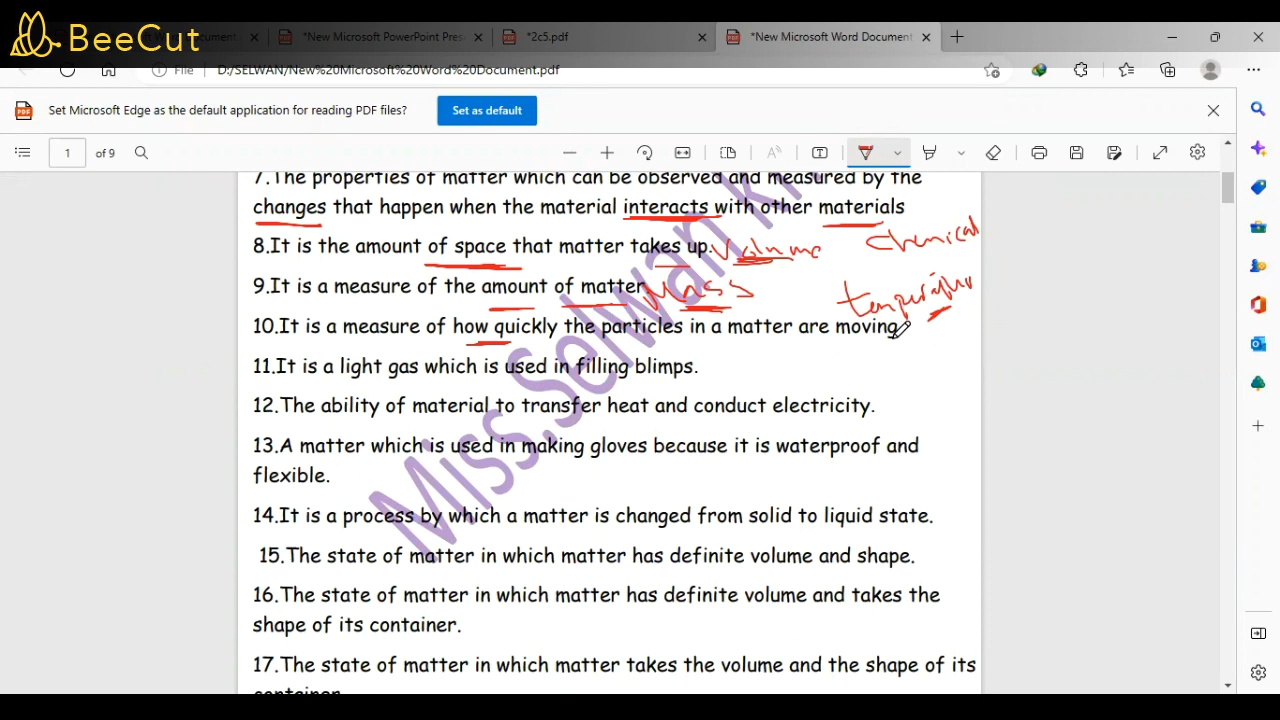 BeeCut
*New Microsoft PowerPoint Pres
*2c5.pdf
*New Microsoft Word Document
File D:/SELWAN/New%20Microsoft%20Word%20Document.pdf
Set Microsoft Edge as the default application for reading PDF files? Set as default
1 of 9
7.The properties of matter which can be observed and measured by the
changes that happen when the material interacts with other materials
chemical
8.It is the amount of space that matter takes up. Volume
9.It is a measure of the amount of matter Mass
10.It is a measure of how quickly the particles in a matter are moving
11.It is a light gas which is used in filling blimps.
12.The ability of material to transfer heat and conduct electricity.
13.A matter which is used in making gloves because it is waterproof and
flexible.
14.It is a process by which a matter is changed from solid to liquid state.
15.The state of matter in which matter has definite volume and shape.
16.The state of matter in which matter has definite volume and takes the
shape of its container.
17.The state of matter in which matter takes the volume and the shape of its
container
Miss.Selwan